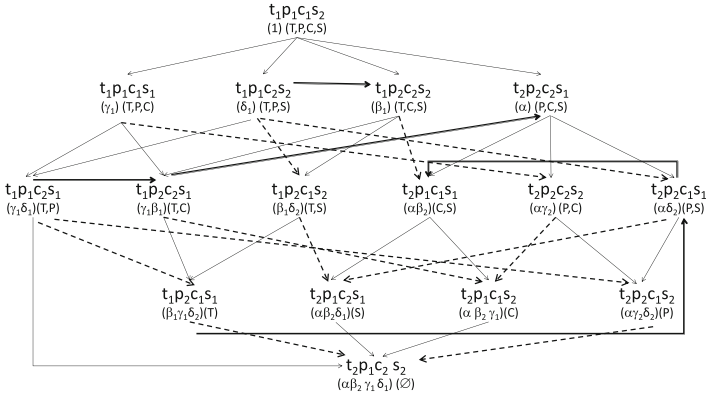 t₁p₁c₁s₂
(1) (T,P,C,S)
t₁p₁c₁s₁ t₁p₁c₂s₂ t₁p₂c₂s₂ t₂p₂c₂s₁
(γ₁) (T,P,C) (δ₁) (T,P,S) (β₁) (T,C,S) (α) (P,C,S)
t₁p₁c₂s₁ t₁p₂c₂s₁ t₁p₂c₁s₂ t₂p₁c₁s₁ t₂p₂c₂s₂ t₂p₂c₁s₁
(γ₁δ₁)(T,P) (γ₁β₁)(T,C) (β₁δ₂)(T,S) (αβ₂)(C,S) (αγ₂) (P,C) (αδ₂)(P,S)
t₁p₂c₁s₁ t₂p₁c₂s₁ t₂p₁c₁s₂ t₂p₂c₁s₂
(β₁γ₁δ₂)(T) (αβ₂δ₁)(S) (α β₂ γ₁)(C) (αγ₂δ₂)(P)
t₂p₁c₂ s₂
(αβ₂ γ₁ δ₁) (∅)